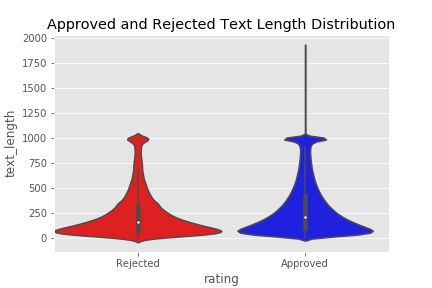 Approved and Rejected Text Length Distribution
2000
1750
1500
1250
1000
750
500
250
0
text_length
Rejected
Approved
rating